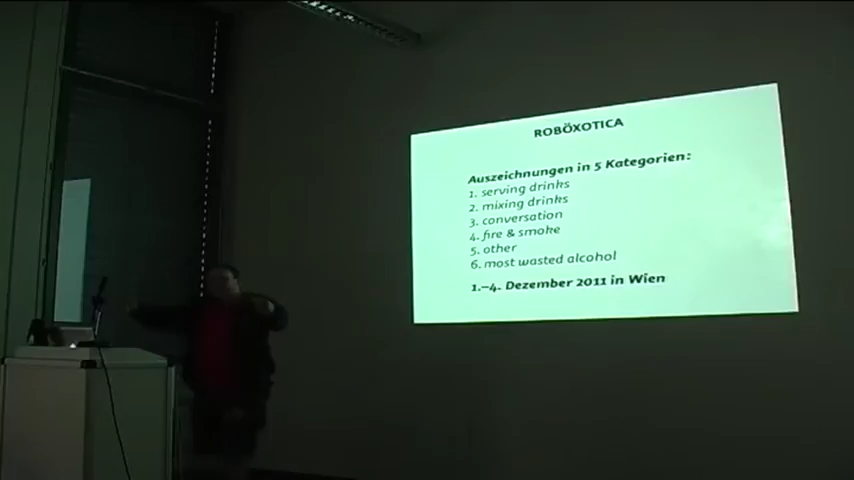 ROBÖXOTICA
Auszeichnungen in 5 Kategorien:
1. serving drinks
2. mixing drinks
3. conversation
4. fire & smoke
5. other
6. most wasted alcohol
1.–4. Dezember 2011 in Wien